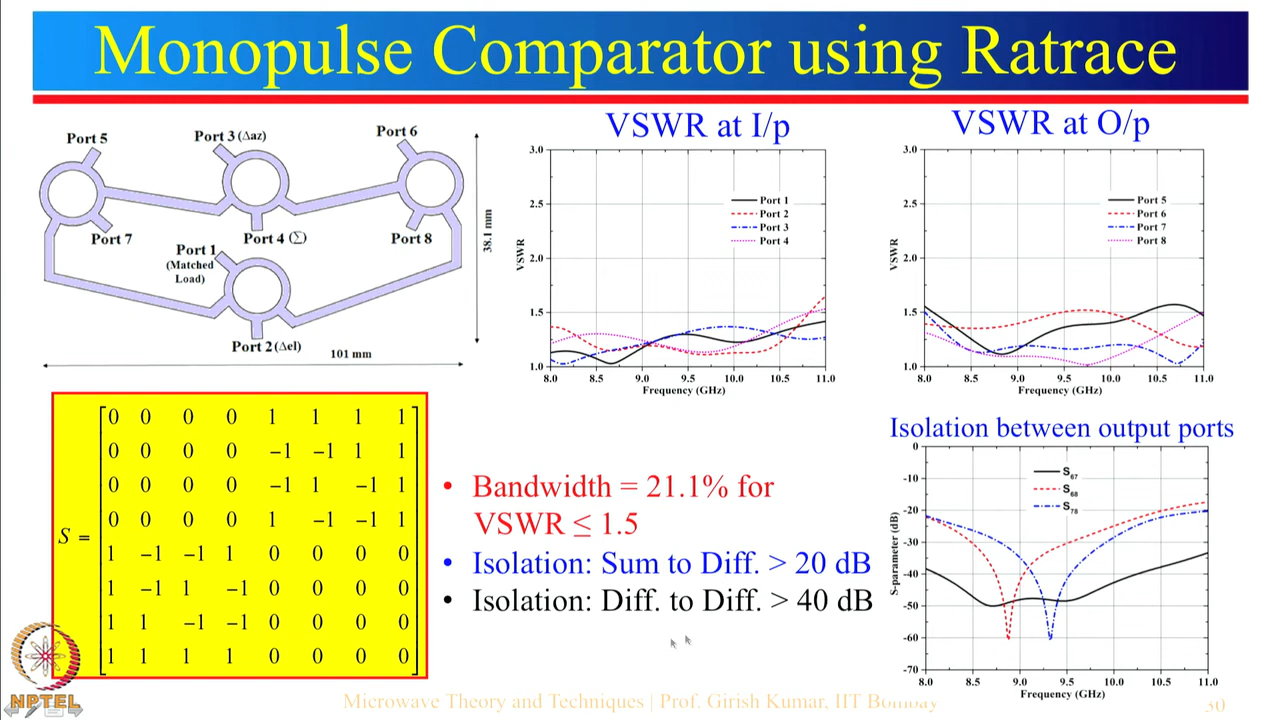 Monopulse Comparator using Ratrace
Port 5
Port 3 (Δaz)
Port 6
Port 7
Port 4 (Σ)
Port 8
Port 1
(Matched
Load)
Port 2 (Δel)
38.1 mm
101 mm
VSWR at I/p
3.0
2.5
2.0
1.5
1.0
VSWR
Port 1
Port 2
Port 3
Port 4
8.0 8.5 9.0 9.5 10.0 10.5 11.0
Frequency (GHz)
VSWR at O/p
3.0
2.5
2.0
1.5
1.0
VSWR
Port 5
Port 6
Port 7
Port 8
8.0 8.5 9.0 9.5 10.0 10.5 11.0
Frequency (GHz)
S =
0 0 0 0 1 1 1 1
0 0 0 0 −1 −1 1 1
0 0 0 0 −1 1 −1 1
0 0 0 0 1 −1 −1 1
1 −1 −1 1 0 0 0 0
1 −1 1 −1 0 0 0 0
1 1 −1 −1 0 0 0 0
1 1 1 1 0 0 0 0
• Bandwidth = 21.1% for
VSWR ≤ 1.5
• Isolation: Sum to Diff. > 20 dB
• Isolation: Diff. to Diff. > 40 dB
Isolation between output ports
-0
-10
-20
-30
-40
-50
-60
-70
S-parameter (dB)
S67
S68
S78
8.0 8.5 9.0 9.5 10.0 10.5 11.0
Frequency (GHz)
NPTEL
Microwave Theory and Techniques | Prof. Girish Kumar, IIT Bombay
30